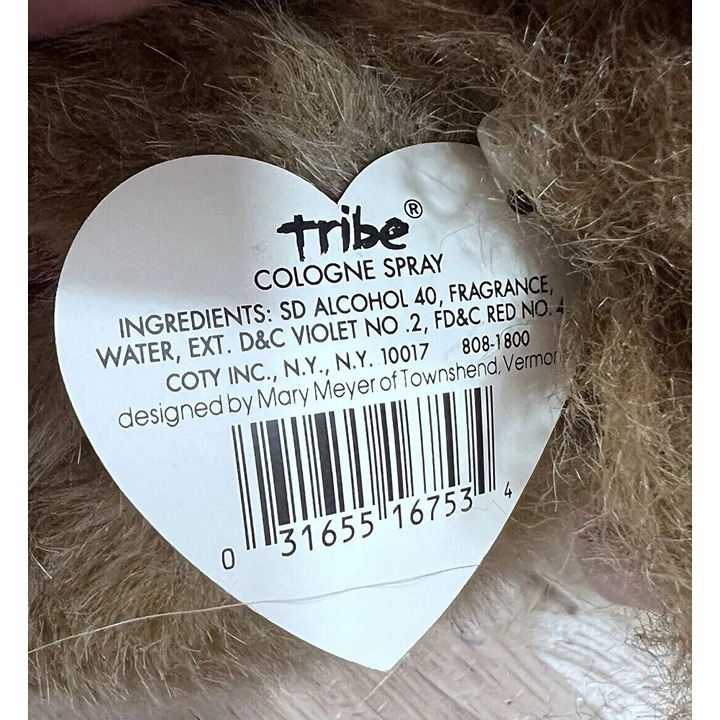 tribe®
COLOGNE SPRAY
INGREDIENTS: SD ALCOHOL 40, FRAGRANCE,
WATER, EXT. D&C VIOLET NO .2, FD&C RED NO. 4
COTY INC., N.Y., N.Y. 10017 808-1800
designed by Mary Meyer of Townshend, Vermon
0 31655 16753 4